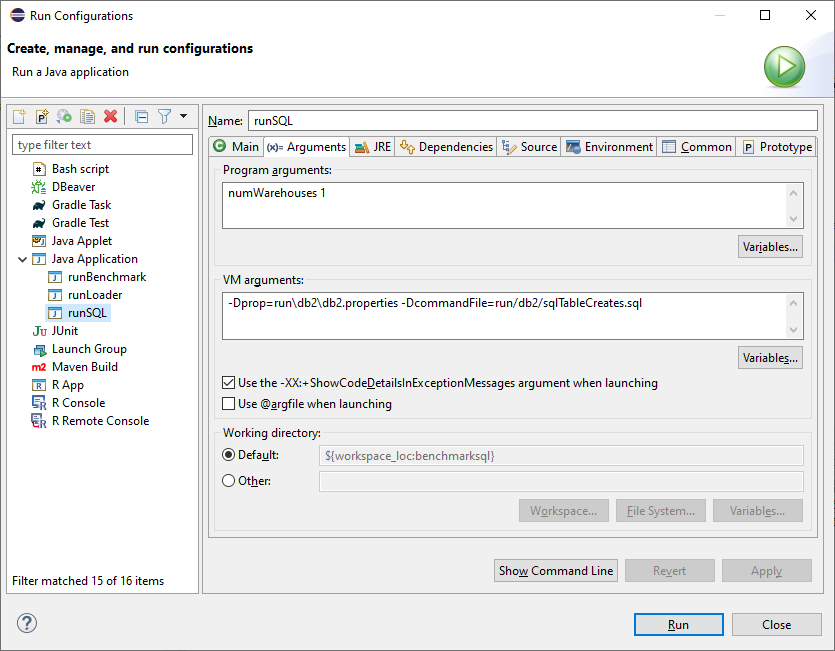 Run Configurations
Create, manage, and run configurations
Run a Java application
type filter text
Bash script
DBeaver
Gradle Task
Gradle Test
Java Applet
Java Application
runBenchmark
runLoader
runSQL
JUnit
Launch Group
Maven Build
R App
R Console
R Remote Console
Filter matched 15 of 16 items
Name: runSQL
Main (x)= Arguments JRE Dependencies Source Environment Common Prototype
Program arguments:
numWarehouses 1
Variables...
VM arguments:
-Dprop=run\db2\db2.properties -DcommandFile=run/db2/sqlTableCreates.sql
Variables...
Use the -XX:+ShowCodeDetailsInExceptionMessages argument when launching
Use @argfile when launching
Working directory:
Default: ${workspace_loc:benchmarksql}
Other:
Workspace... File System... Variables...
Show Command Line Revert Apply
Run Close